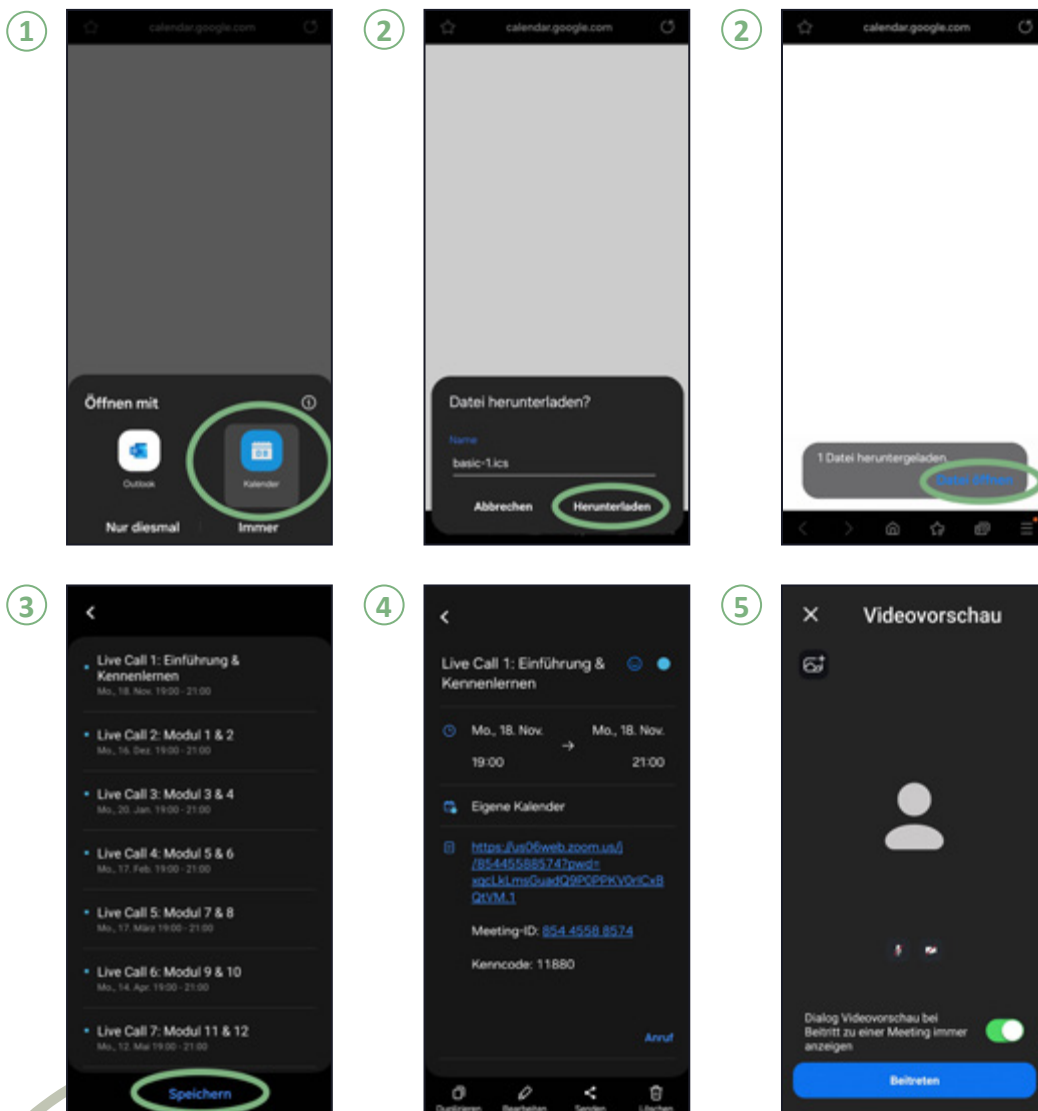 1
calendar.google.com
Öffnen mit
Outlook
Kalender
Nur diesmal
Immer
2
calendar.google.com
Datei herunterladen?
Name
basic-1.ics
Abbrechen
Herunterladen
2
calendar.google.com
1 Datei heruntergeladen.
Datei öffnen
3
Live Call 1: Einführung &
Kennenlernen
Mo., 18. Nov. 19:00 - 21:00
Live Call 2: Modul 1 & 2
Mo., 16. Dez. 19:00 - 21:00
Live Call 3: Modul 3 & 4
Mo., 20. Jan. 19:00 - 21:00
Live Call 4: Modul 5 & 6
Mo., 17. Feb. 19:00 - 21:00
Live Call 5: Modul 7 & 8
Mo., 17. März 19:00 - 21:00
Live Call 6: Modul 9 & 10
Mo., 14. Apr. 19:00 - 21:00
Live Call 7: Modul 11 & 12
Mo., 12. Mai 19:00 - 21:00
Speichern
4
Live Call 1: Einführung &
Kennenlernen
Mo., 18. Nov. → Mo., 18. Nov.
19:00 21:00
Eigene Kalender
https://us06web.zoom.us/j
/85445588574?pwd=
QtVM.1
Meeting-ID: 854 4558 8574
Kenncode: 11880
Anruf
Duplizieren Bearbeiten Senden Löschen
5
Videovorschau
Dialog Videovorschau bei
Beitritt zu einer Meeting immer
anzeigen
Beitreten